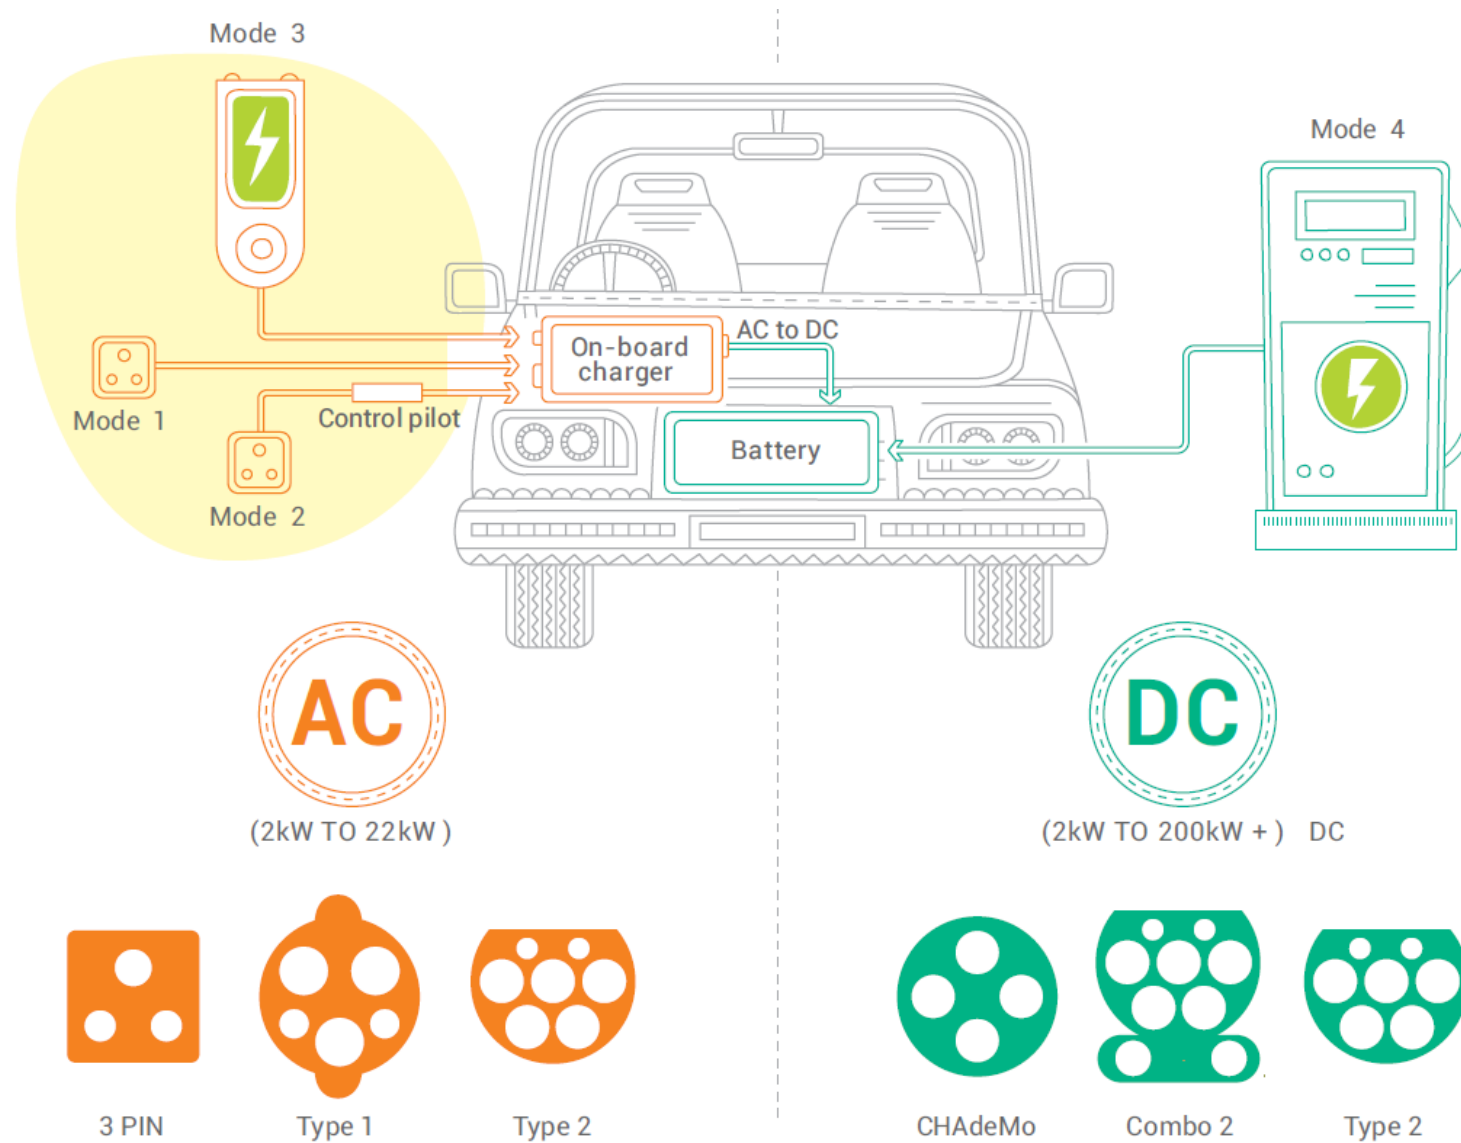 Mode 3
Mode 4
AC to DC
On-board
charger
Mode 1
Control pilot
Battery
Mode 2
AC
DC
(2kW TO 22kW )
(2kW TO 200kW + ) DC
3 PIN
Type 1
Type 2
CHAdeMo
Combo 2
Type 2